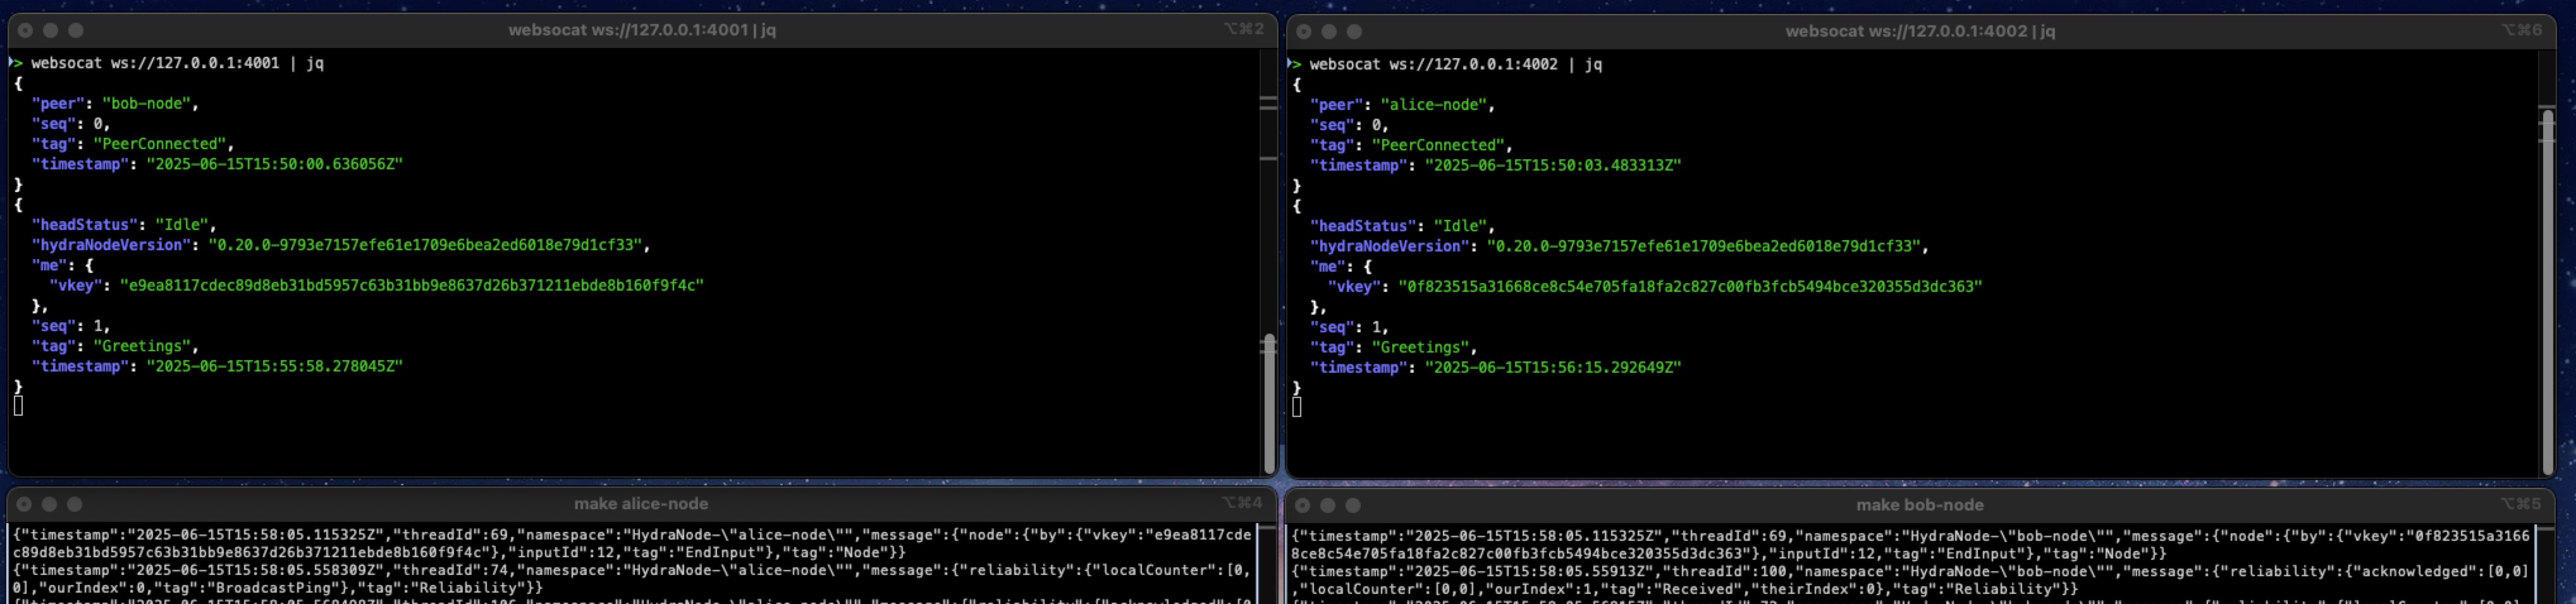 websocat ws://127.0.0.1:4001 | jq
⌥⌘2
> websocat ws://127.0.0.1:4001 | jq
{
"peer": "bob-node",
"seq": 0,
"tag": "PeerConnected",
"timestamp": "2025-06-15T15:50:00.636056Z"
}
{
"headStatus": "Idle",
"hydraNodeVersion": "0.20.0-9793e7157efe61e1709e6bea2ed6018e79d1cf33",
"me": {
"vkey": "e9ea8117cdec89d8eb31bd5957c63b31bb9e8637d26b371211ebde8b160f9f4c"
},
"seq": 1,
"tag": "Greetings",
"timestamp": "2025-06-15T15:55:58.278045Z"
}
websocat ws://127.0.0.1:4002 | jq
⌥⌘6
> websocat ws://127.0.0.1:4002 | jq
{
"peer": "alice-node",
"seq": 0,
"tag": "PeerConnected",
"timestamp": "2025-06-15T15:50:03.483313Z"
}
{
"headStatus": "Idle",
"hydraNodeVersion": "0.20.0-9793e7157efe61e1709e6bea2ed6018e79d1cf33",
"me": {
"vkey": "0f823515a31668ce8c54e705fa18fa2c827c00fb3fcb5494bce320355d3dc363"
},
"seq": 1,
"tag": "Greetings",
"timestamp": "2025-06-15T15:56:15.292649Z"
}
make alice-node
⌥⌘4
{"timestamp":"2025-06-15T15:58:05.115325Z","threadId":69,"namespace":"HydraNode-\"alice-node\"","message":{"node":{"by":{"vkey":"e9ea8117cde
c89d8eb31bd5957c63b31bb9e8637d26b371211ebde8b160f9f4c"},"inputId":12,"tag":"EndInput"},"tag":"Node"}}
{"timestamp":"2025-06-15T15:58:05.558309Z","threadId":74,"namespace":"HydraNode-\"alice-node\"","message":{"reliability":{"localCounter":[0,
0],"ourIndex":0,"tag":"BroadcastPing"},"tag":"Reliability"}}
make bob-node
⌥⌘5
{"timestamp":"2025-06-15T15:58:05.115325Z","threadId":69,"namespace":"HydraNode-\"bob-node\"","message":{"node":{"by":{"vkey":"0f823515a3166
8ce8c54e705fa18fa2c827c00fb3fcb5494bce320355d3dc363"},"inputId":12,"tag":"EndInput"},"tag":"Node"}}
{"timestamp":"2025-06-15T15:58:05.55913Z","threadId":100,"namespace":"HydraNode-\"bob-node\"","message":{"reliability":{"acknowledged":[0,0]
,"localCounter":[0,0],"ourIndex":1,"tag":"Received","theirIndex":0},"tag":"Reliability"}}